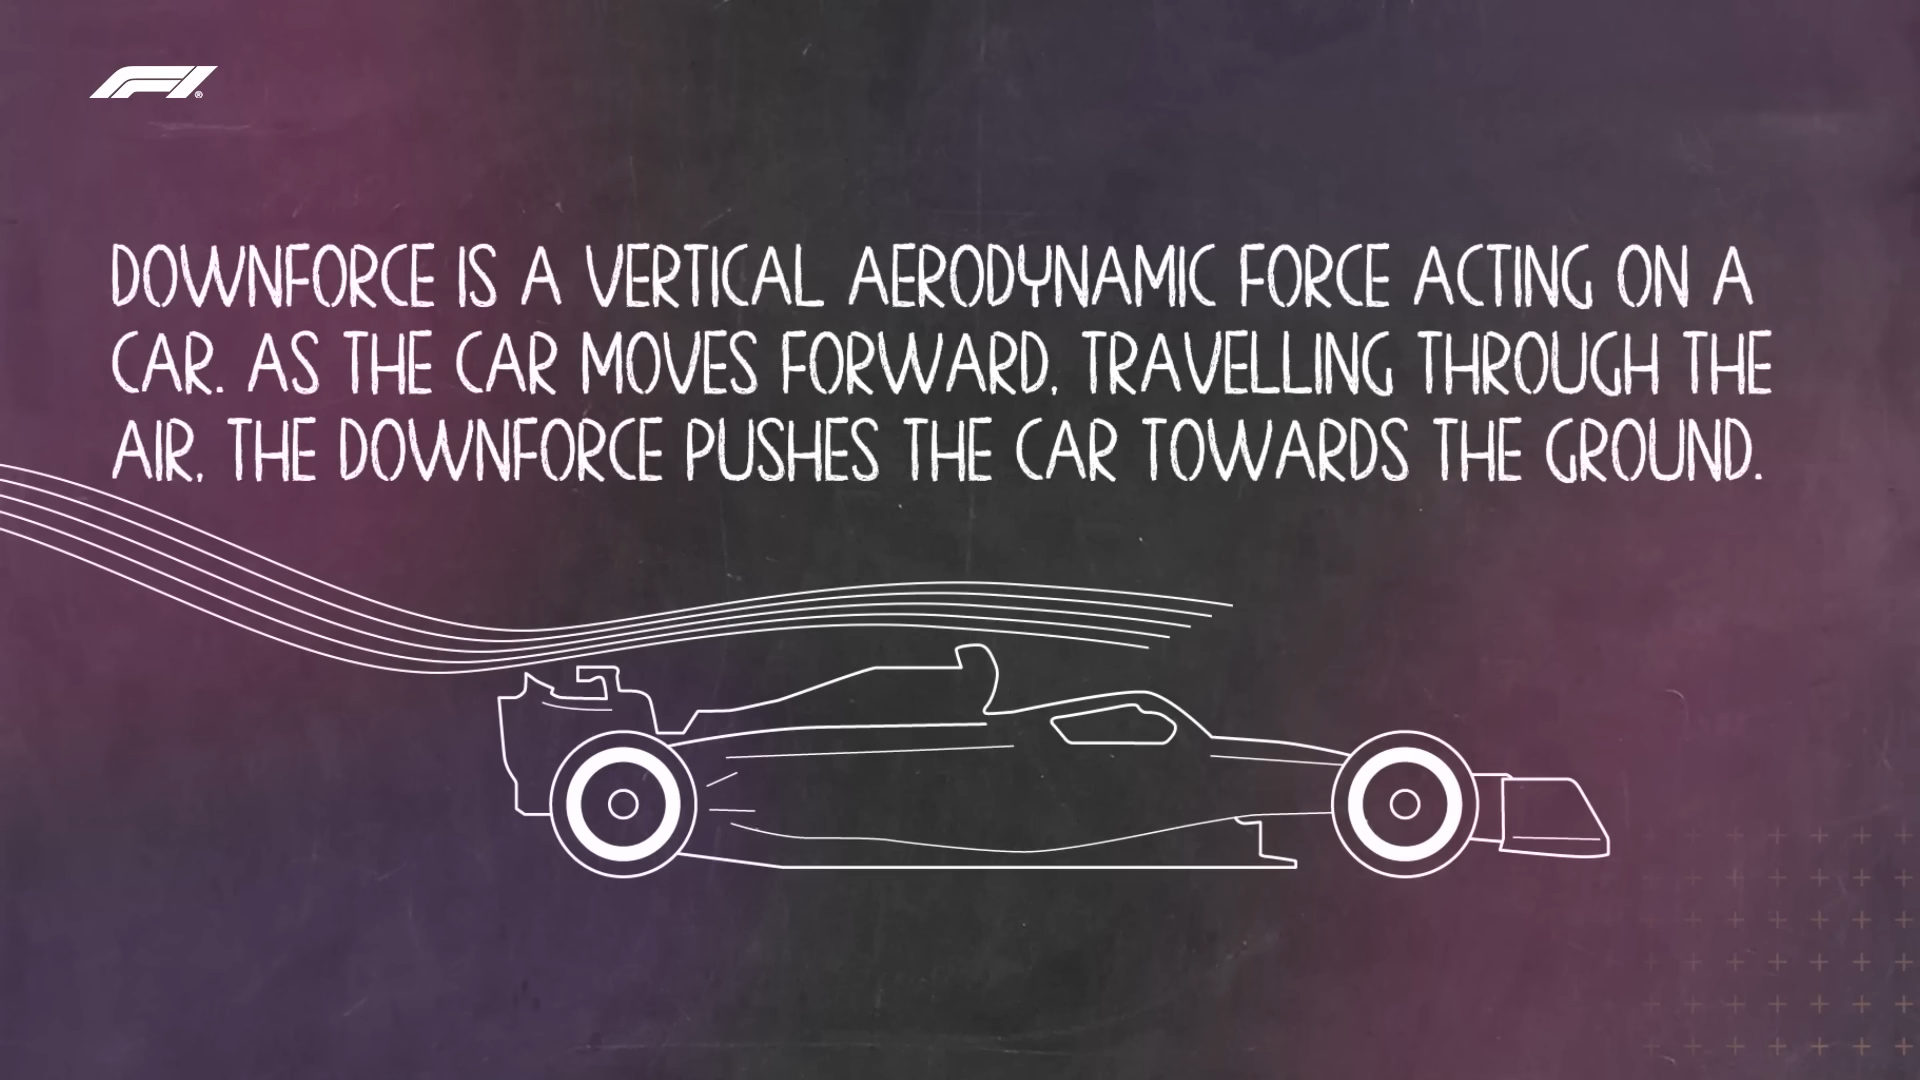 F1®
DOWNFORCE IS A VERTICAL AERODYNAMIC FORCE ACTING ON A
CAR. AS THE CAR MOVES FORWARD, TRAVELLING THROUGH THE
AIR, THE DOWNFORCE PUSHES THE CAR TOWARDS THE GROUND.